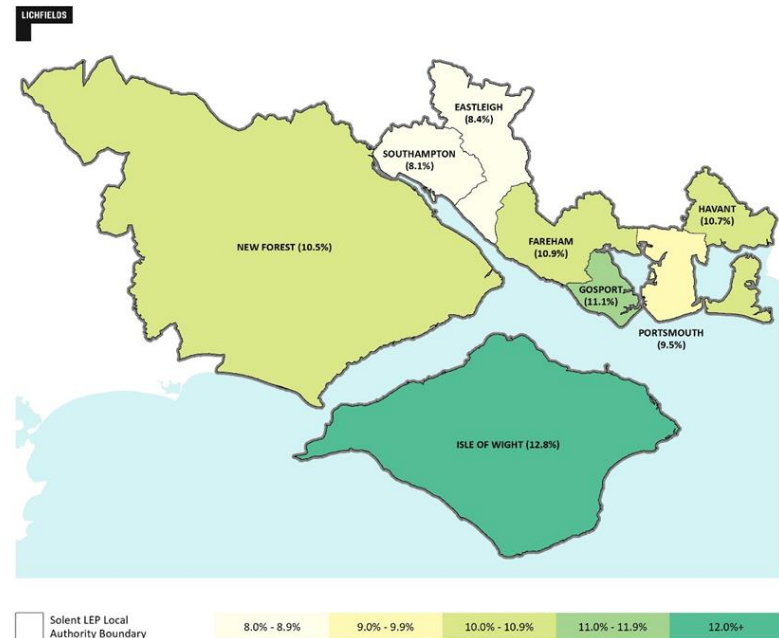 LICHFIELDS
EASTLEIGH
(8.4%)
SOUTHAMPTON
(8.1%)
HAVANT
(10.7%)
NEW FOREST (10.5%)
FAREHAM
(10.9%)
GOSPORT
(11.1%)
PORTSMOUTH
(9.5%)
ISLE OF WIGHT (12.8%)
Solent LEP Local
Authority Boundary
8.0% - 8.9%
9.0% - 9.9%
10.0% - 10.9%
11.0% - 11.9%
12.0%+